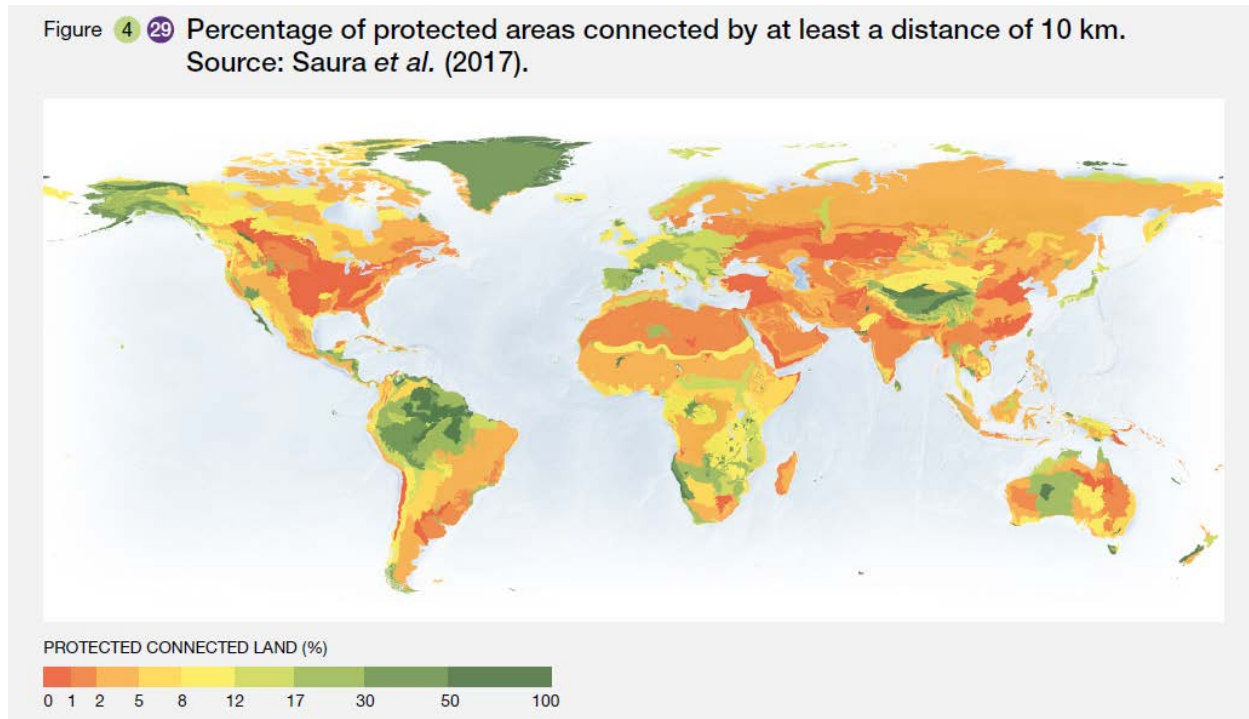 Figure 4 29 Percentage of protected areas connected by at least a distance of 10 km.
Source: Saura et al. (2017).
PROTECTED CONNECTED LAND (%)
0 1 2 5 8 12 17 30 50 100